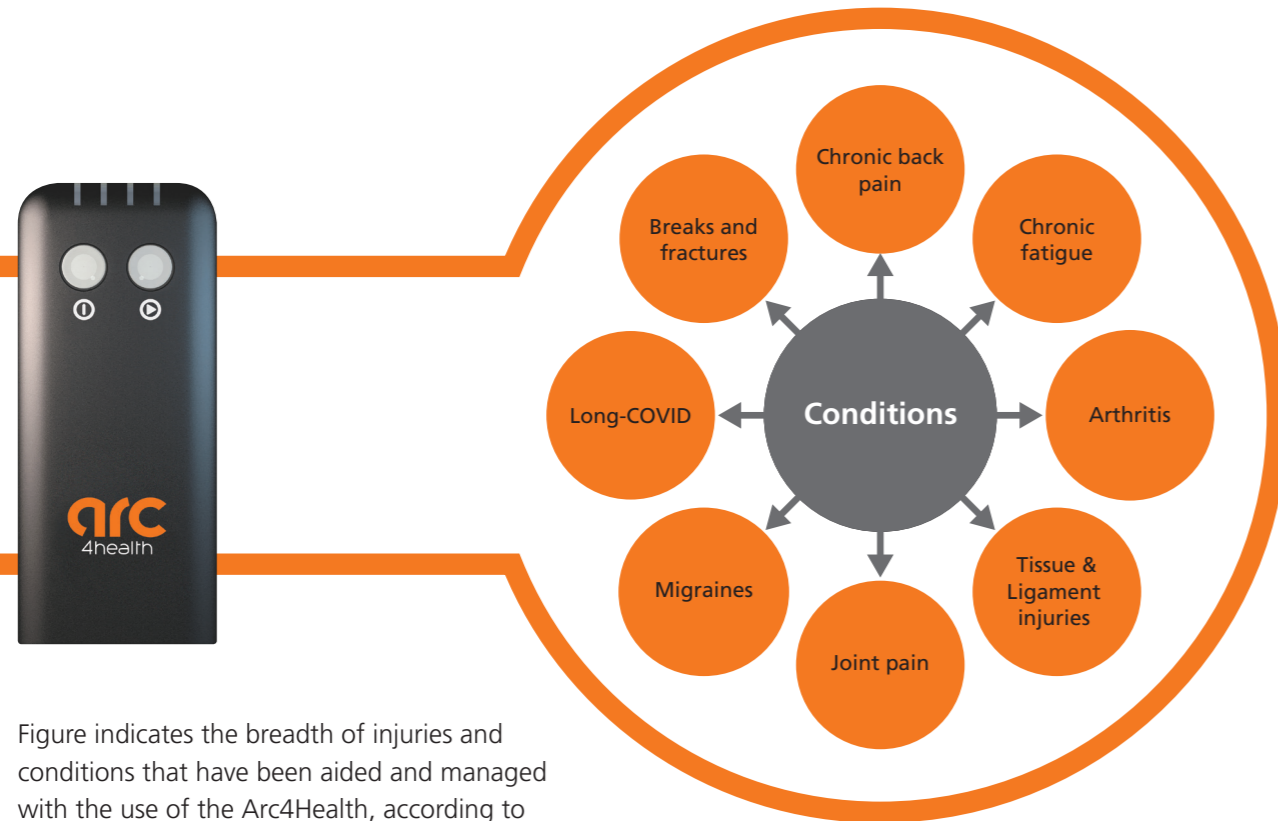 Chronic back
pain
Breaks and
fractures
Chronic
fatigue
Long-COVID
Conditions
Arthritis
Migraines
Tissue &
Ligament
injuries
Joint pain
arc
4health
Figure indicates the breadth of injuries and
conditions that have been aided and managed
with the use of the Arc4Health, according to